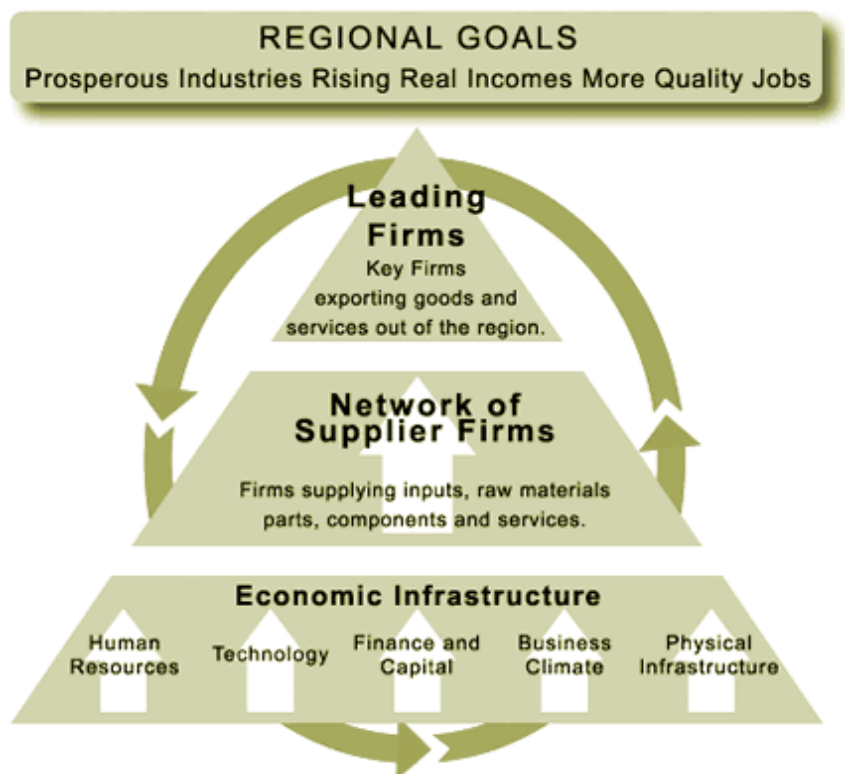 REGIONAL GOALS
Prosperous Industries Rising Real Incomes More Quality Jobs
Leading
Firms
Key Firms
exporting goods and
services out of the region.
Network of
Supplier Firms
Firms supplying inputs, raw materials
parts, components and services.
Economic Infrastructure
Human
Resources
Technology
Finance and
Capital
Business
Climate
Physical
Infrastructure